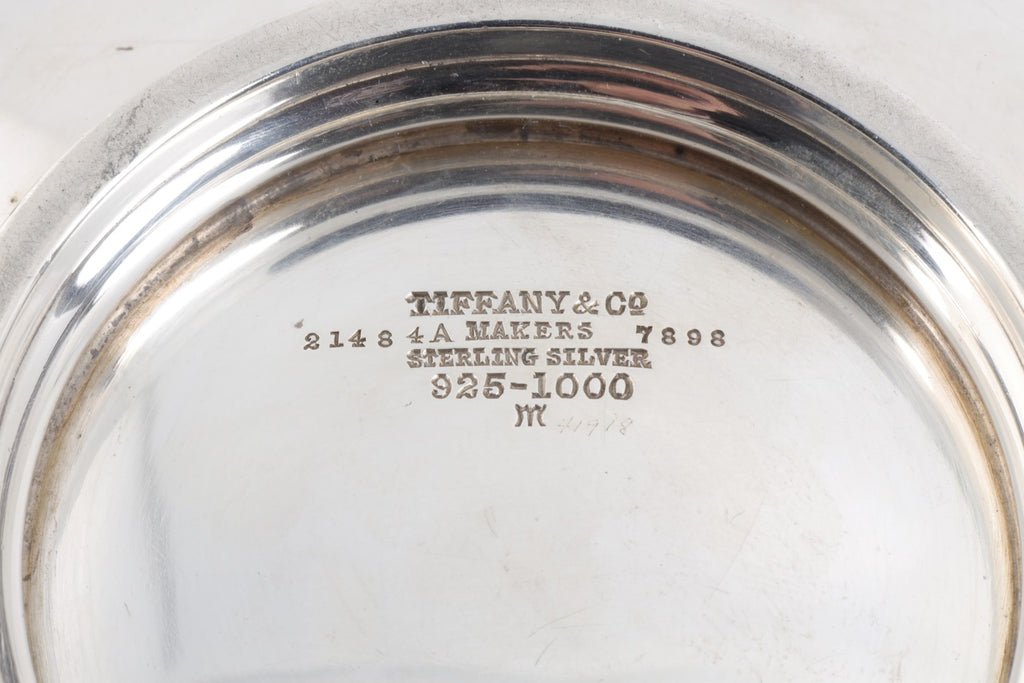 TIFFANY & Cº
21484A MAKERS 7898
STERLING SILVER
925-1000
M